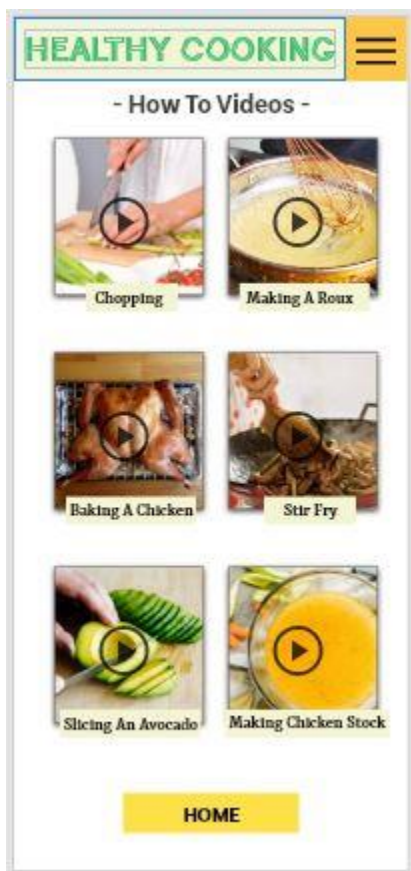 HEALTHY COOKING
- How To Videos -
Chopping
Making A Roux
Baking A Chicken
Stir Fry
Slicing An Avocado
Making Chicken Stock
HOME